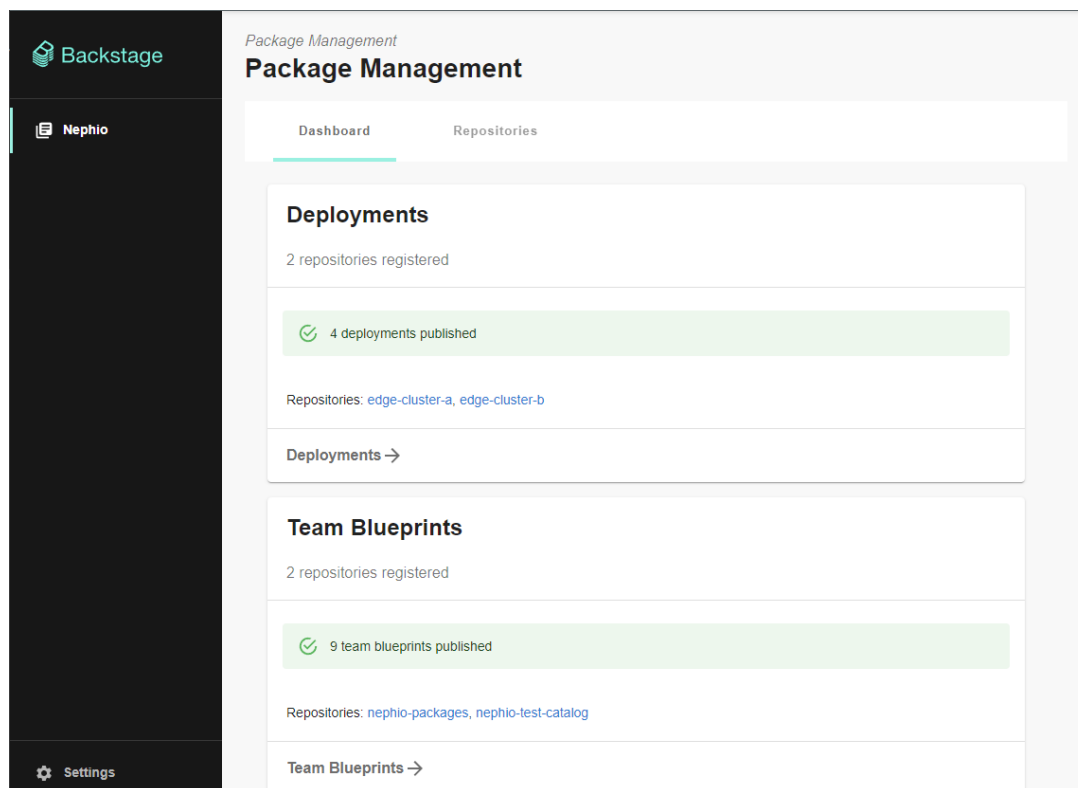 Backstage
Nephio
Settings
Package Management
Package Management
Dashboard
Repositories
Deployments
2 repositories registered
4 deployments published
Repositories: edge-cluster-a, edge-cluster-b
Deployments
Team Blueprints
2 repositories registered
9 team blueprints published
Repositories: nephio-packages, nephio-test-catalog
Team Blueprints